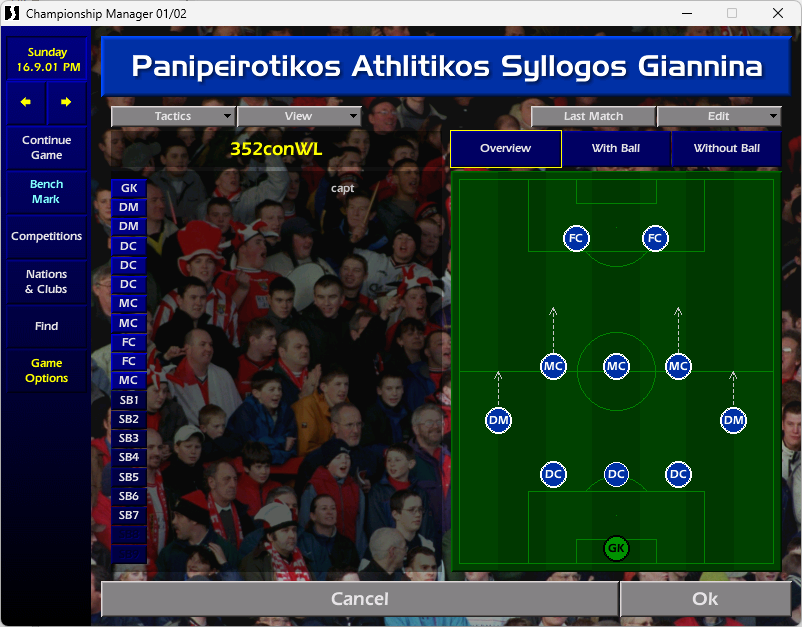 Championship Manager 01/02
Sunday
16.9.01 PM
Continue
Game
Bench
Mark
Competitions
Nations
& Clubs
Find
Game
Options
Panipeirotikos Athlitikos Syllogos Giannina
Tactics
View
Last Match
Edit
352conWL
Overview
With Ball
Without Ball
GK
capt
DM
DM
DC
DC
DC
MC
MC
FC
FC
MC
SB1
SB2
SB3
SB4
SB5
SB6
SB7
FC
FC
MC
MC
MC
DM
DM
DC
DC
DC
GK
Cancel
Ok